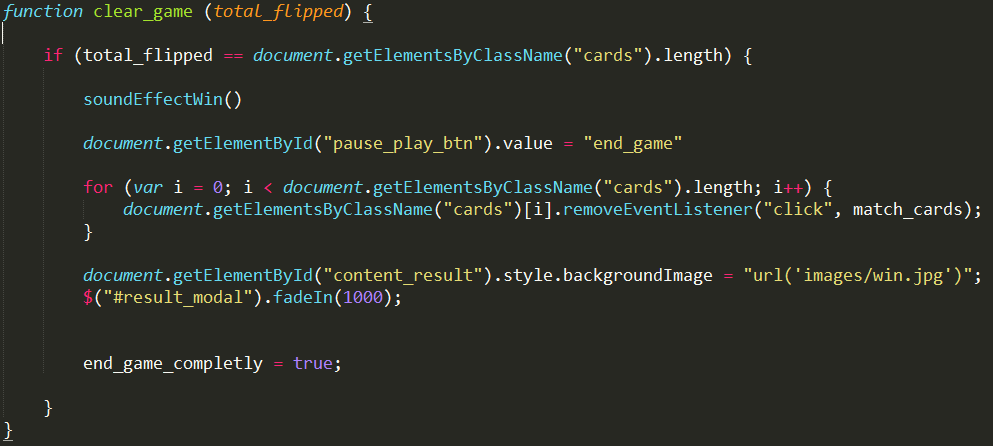 function clear_game (total_flipped) {
if (total_flipped == document.getElementsByClassName("cards").length) {
soundEffectWin()
document.getElementById("pause_play_btn").value = "end_game"
for (var i = 0; i < document.getElementsByClassName("cards").length; i++) {
document.getElementsByClassName("cards")[i].removeEventListener("click", match_cards);
}
document.getElementById("content_result").style.backgroundImage = "url('images/win.jpg')";
$("#result_modal").fadeIn(1000);
end_game_completly = true;
}
}